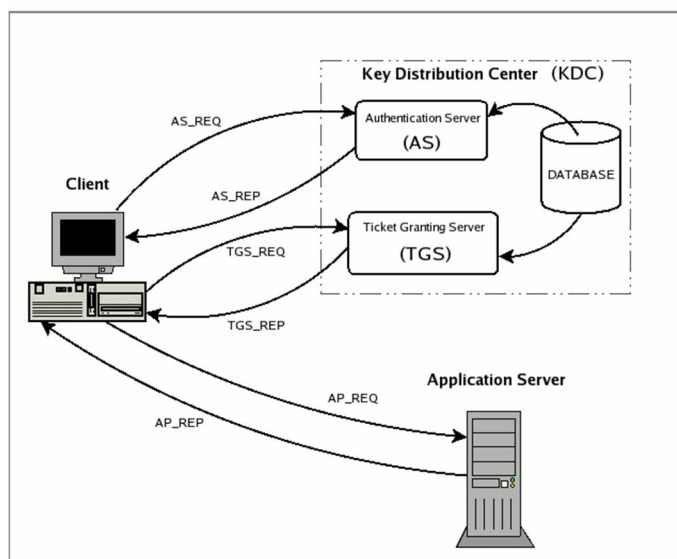 Key Distribution Center (KDC)
AS_REQ
Authentication Server
(AS)
Client
DATABASE
AS_REP
Ticket Granting Server
TGS_REQ
(TGS)
TGS_REP
Application Server
AP_REQ
AP_REP